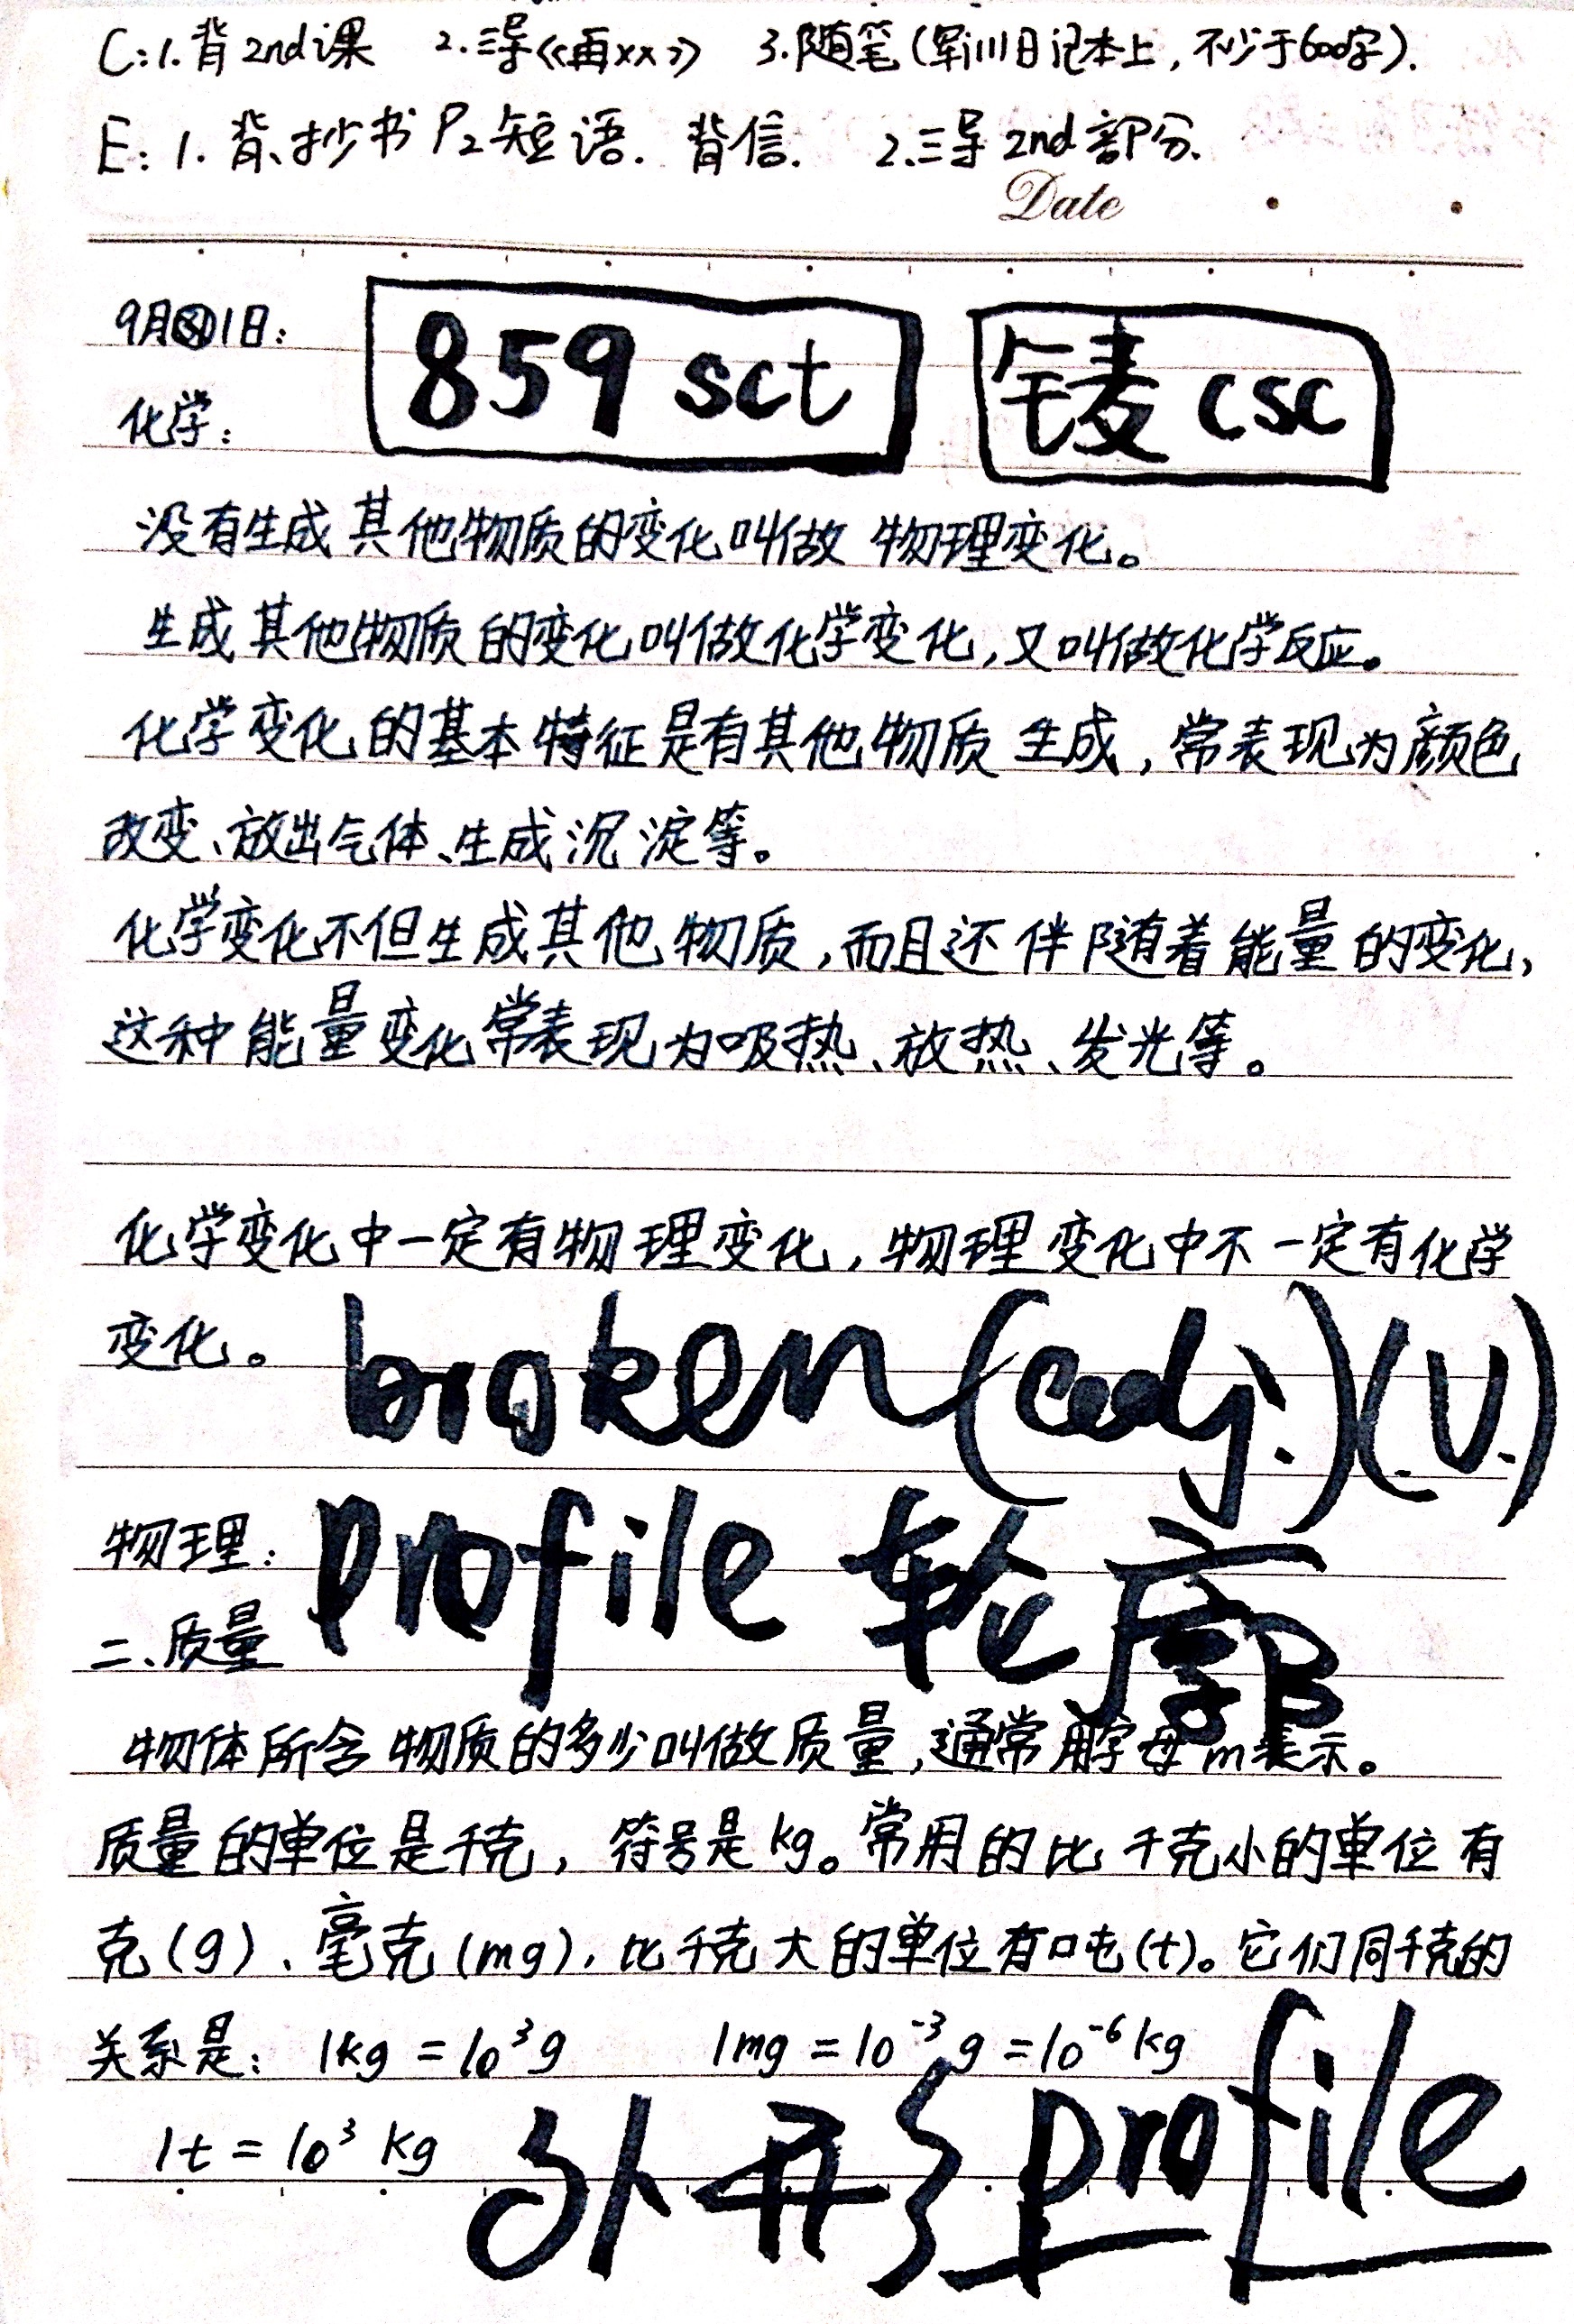 C:1.背2nd课 2.三导《再xx》 3.随笔(军训日记本上,不少于600字).
E:1.背、抄书P2短语.背信. 2.三导2nd部分.
Date
9月1日:
859 sct
csc
化学:
没有生成其他物质的变化叫做物理变化。
生成其他物质的变化叫做化学变化,又叫做化学反应。
化学变化的基本特征是有其他物质生成,常表现为颜色
改变、放出气体、生成沉淀等。
化学变化不但生成其他物质,而且还伴随着能量的变化,
这种能量变化常表现为吸热、放热、发光等。
化学变化中一定有物理变化,物理变化中不一定有化学
变化。
broken(adj.)(v.)
物理:
profile 轮廓
二、质量
物体所含物质的多少叫做质量,通常用字母m表示。
质量的单位是千克,符号是kg。常用的比千克小的单位有
克(g)、毫克(mg),比千克大的单位有吨(t)。它们同千克的
关系是: 1kg=10³g 1mg=10⁻³g=10⁻⁶kg
1t=10³kg
外形 profile